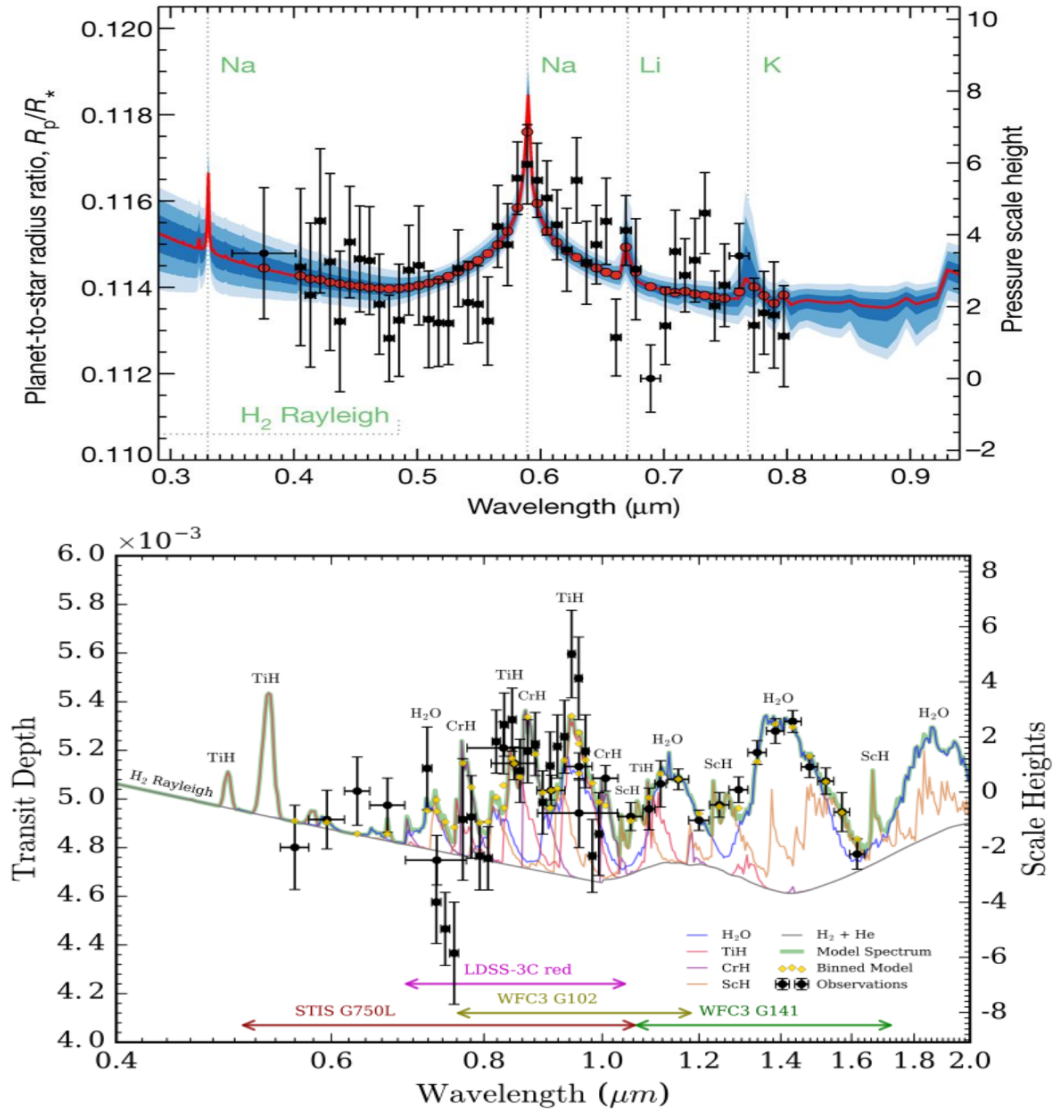 0.120
0.118
0.116
0.114
0.112
0.110
Planet-to-star radius ratio, Rp/R*
10
8
6
4
2
0
−2
Pressure scale height
Na
Na
Li
K
H2 Rayleigh
0.3 0.4 0.5 0.6 0.7 0.8 0.9
Wavelength (μm)
×10−3
6.0
5.8
5.6
5.4
5.2
5.0
4.8
4.6
4.4
4.2
4.0
Transit Depth
8
6
4
2
0
-2
-4
-6
-8
Scale Heights
H2 Rayleigh
TiH
TiH
H2O
CrH
TiH
CrH
TiH
CrH
ScH
TiH
H2O
ScH
H2O
ScH
H2O
H2O H2 + He
TiH Model Spectrum
CrH Binned Model
ScH Observations
LDSS-3C red
WFC3 G102
STIS G750L WFC3 G141
0.4 0.6 0.8 1.0 1.2 1.4 1.6 1.8 2.0
Wavelength (μm)